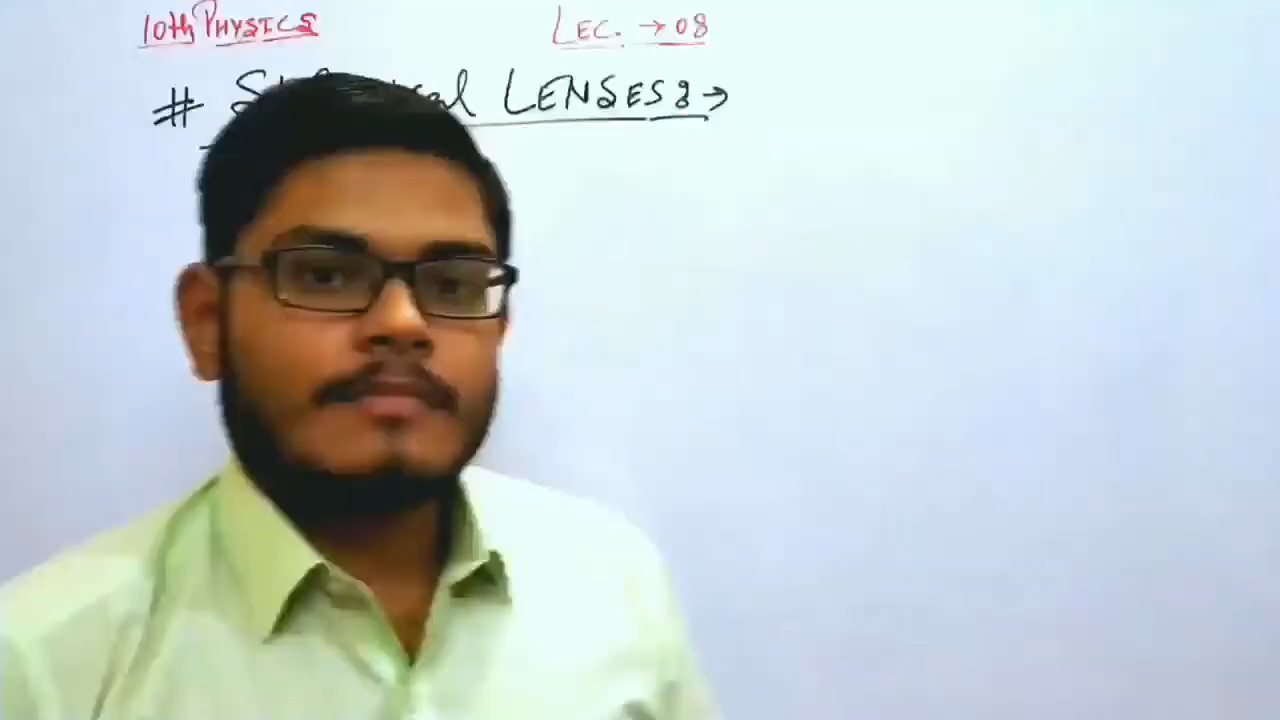 10th PHYSICS
LEC. → 08
# LENSES :→